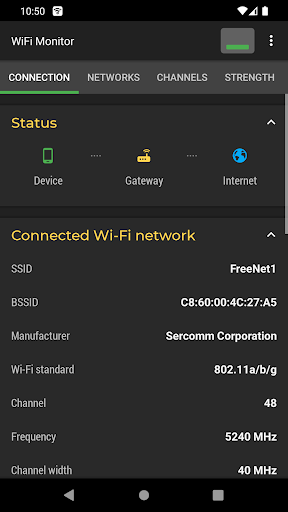 10:50
WiFi Monitor
CONNECTION NETWORKS CHANNELS STRENGTH
Status
Device Gateway Internet
Connected Wi-Fi network
SSID FreeNet1
BSSID C8:60:00:4C:27:A5
Manufacturer Sercomm Corporation
Wi-Fi standard 802.11a/b/g
Channel 48
Frequency 5240 MHz
Channel width 40 MHz